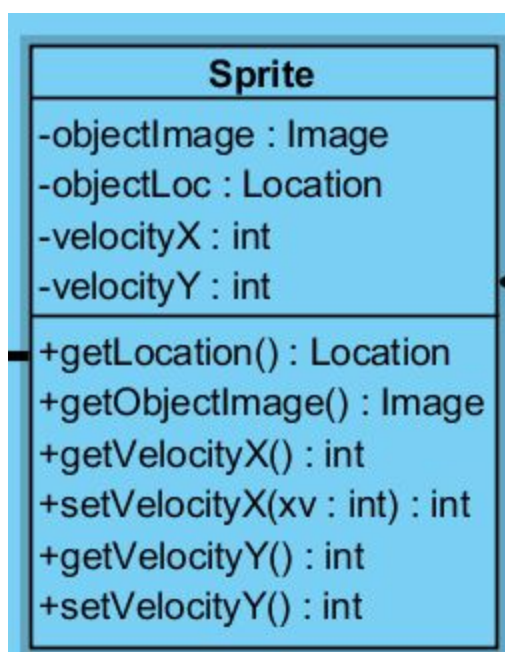 Sprite
-objectImage : Image
-objectLoc : Location
-velocityX : int
-velocityY : int
+getLocation() : Location
+getObjectImage() : Image
+getVelocityX() : int
+setVelocityX(xv : int) : int
+getVelocityY() : int
+setVelocityY() : int